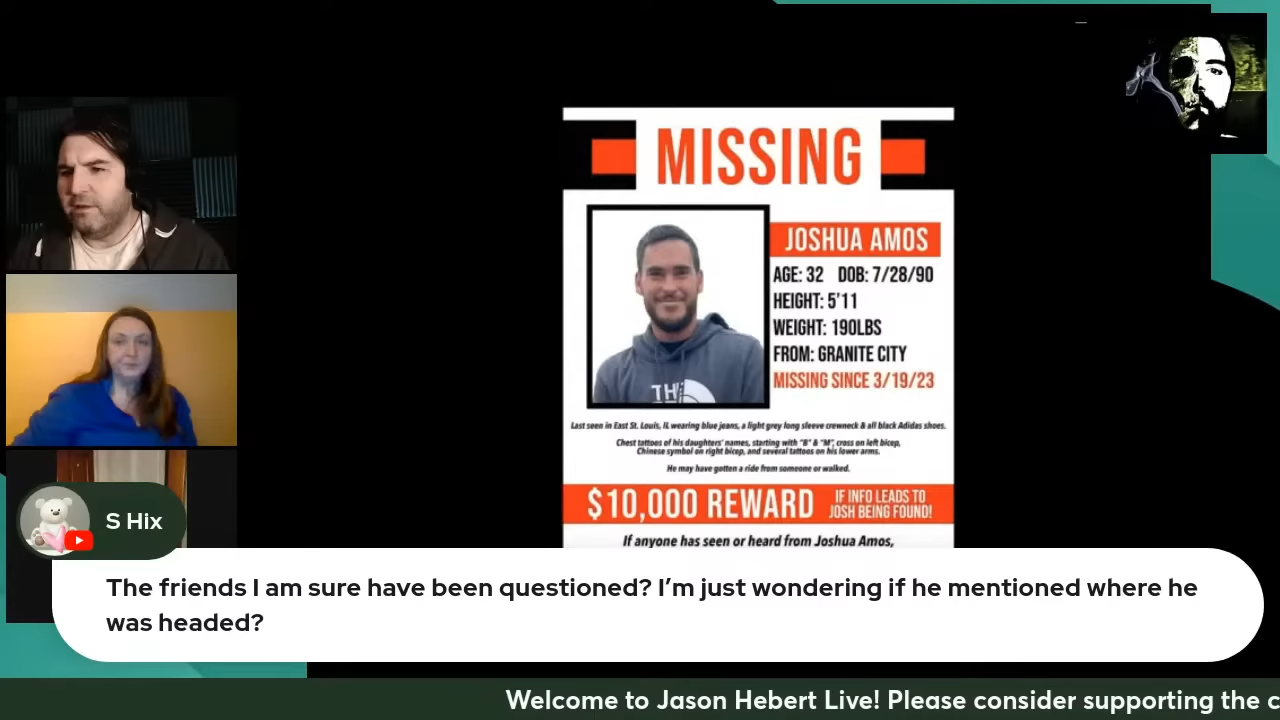 MISSING
JOSHUA AMOS
AGE: 32 DOB: 7/28/90
HEIGHT: 5'11
WEIGHT: 190LBS
FROM: GRANITE CITY
MISSING SINCE 3/19/23
TH
Last seen in East St. Louis, IL wearing blue jeans, a light grey long sleeve crewneck & all black Adidas shoes.
Chest tattoos of his daughters' names, starting with "B" & "M", cross on left bicep,
Chinese symbol on right bicep, and several tattoos on his lower arms.
He may have gotten a ride from someone or walked.
$10,000 REWARD
IF INFO LEADS TO
JOSH BEING FOUND!
If anyone has seen or heard from Joshua Amos,
S Hix
The friends I am sure have been questioned? I’m just wondering if he mentioned where he
was headed?
Welcome to Jason Hebert Live! Please consider supporting the c